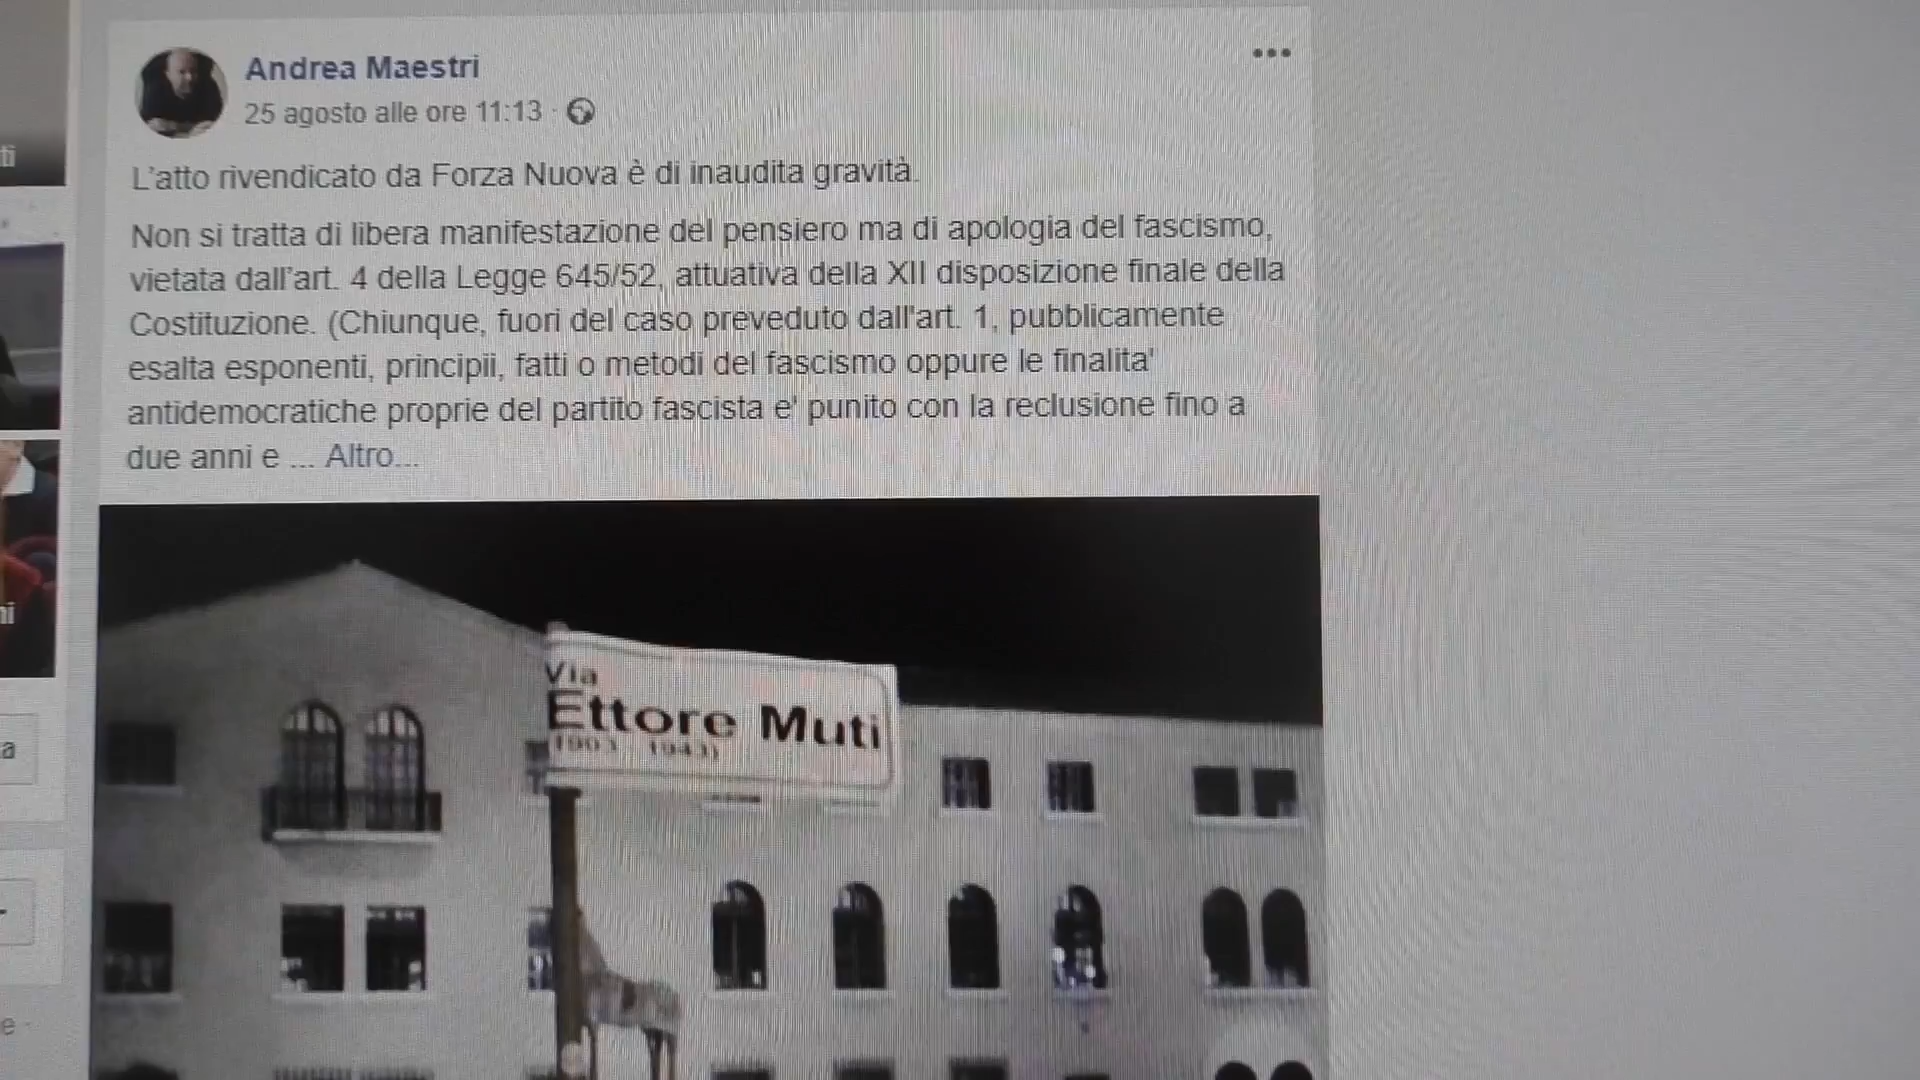 Andrea Maestri
25 agosto alle ore 11:13 ·
L'atto rivendicato da Forza Nuova è di inaudita gravità.
Non si tratta di libera manifestazione del pensiero ma di apologia del fascismo,
vietata dall'art. 4 della Legge 645/52, attuativa della XII disposizione finale della
Costituzione. (Chiunque, fuori del caso preveduto dall'art. 1, pubblicamente
esalta esponenti, principii, fatti o metodi del fascismo oppure le finalita'
antidemocratiche proprie del partito fascista e' punito con la reclusione fino a
due anni e ... Altro...
Via
Ettore Muti
1943)